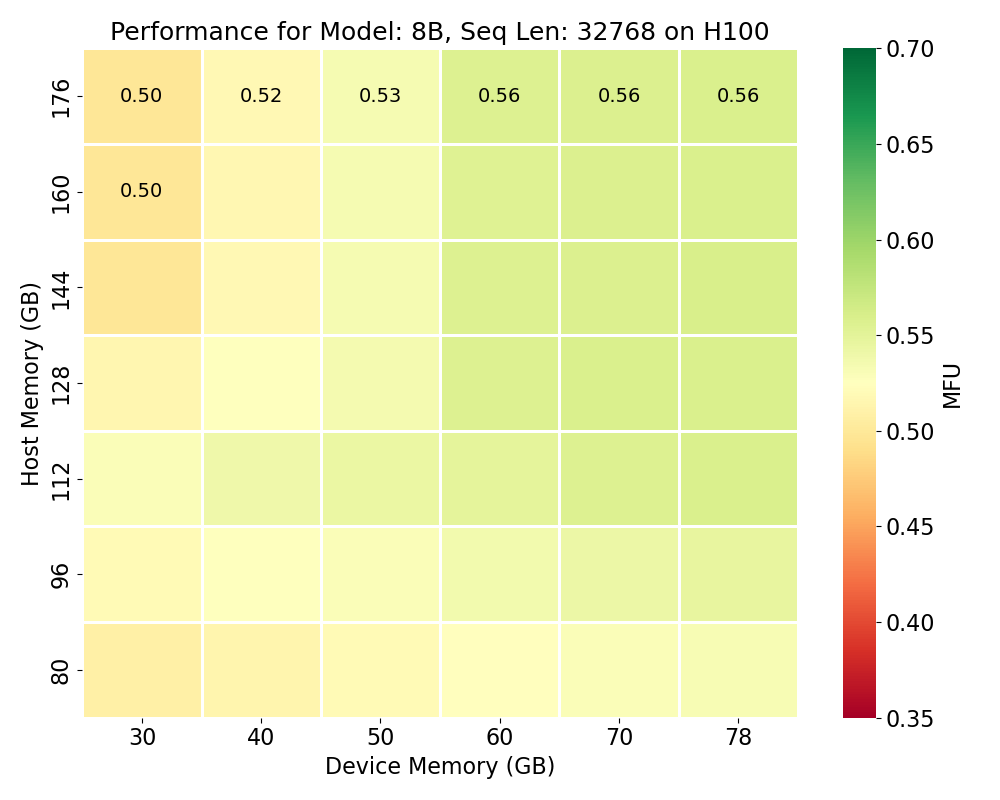 Performance for Model: 8B, Seq Len: 32768 on H100
176 0.50 0.52 0.53 0.56 0.56 0.56
160 0.50
144
128
112
96
80
Host Memory (GB)
30 40 50 60 70 78
Device Memory (GB)
0.70
0.65
0.60
0.55
0.50
0.45
0.40
0.35
MFU